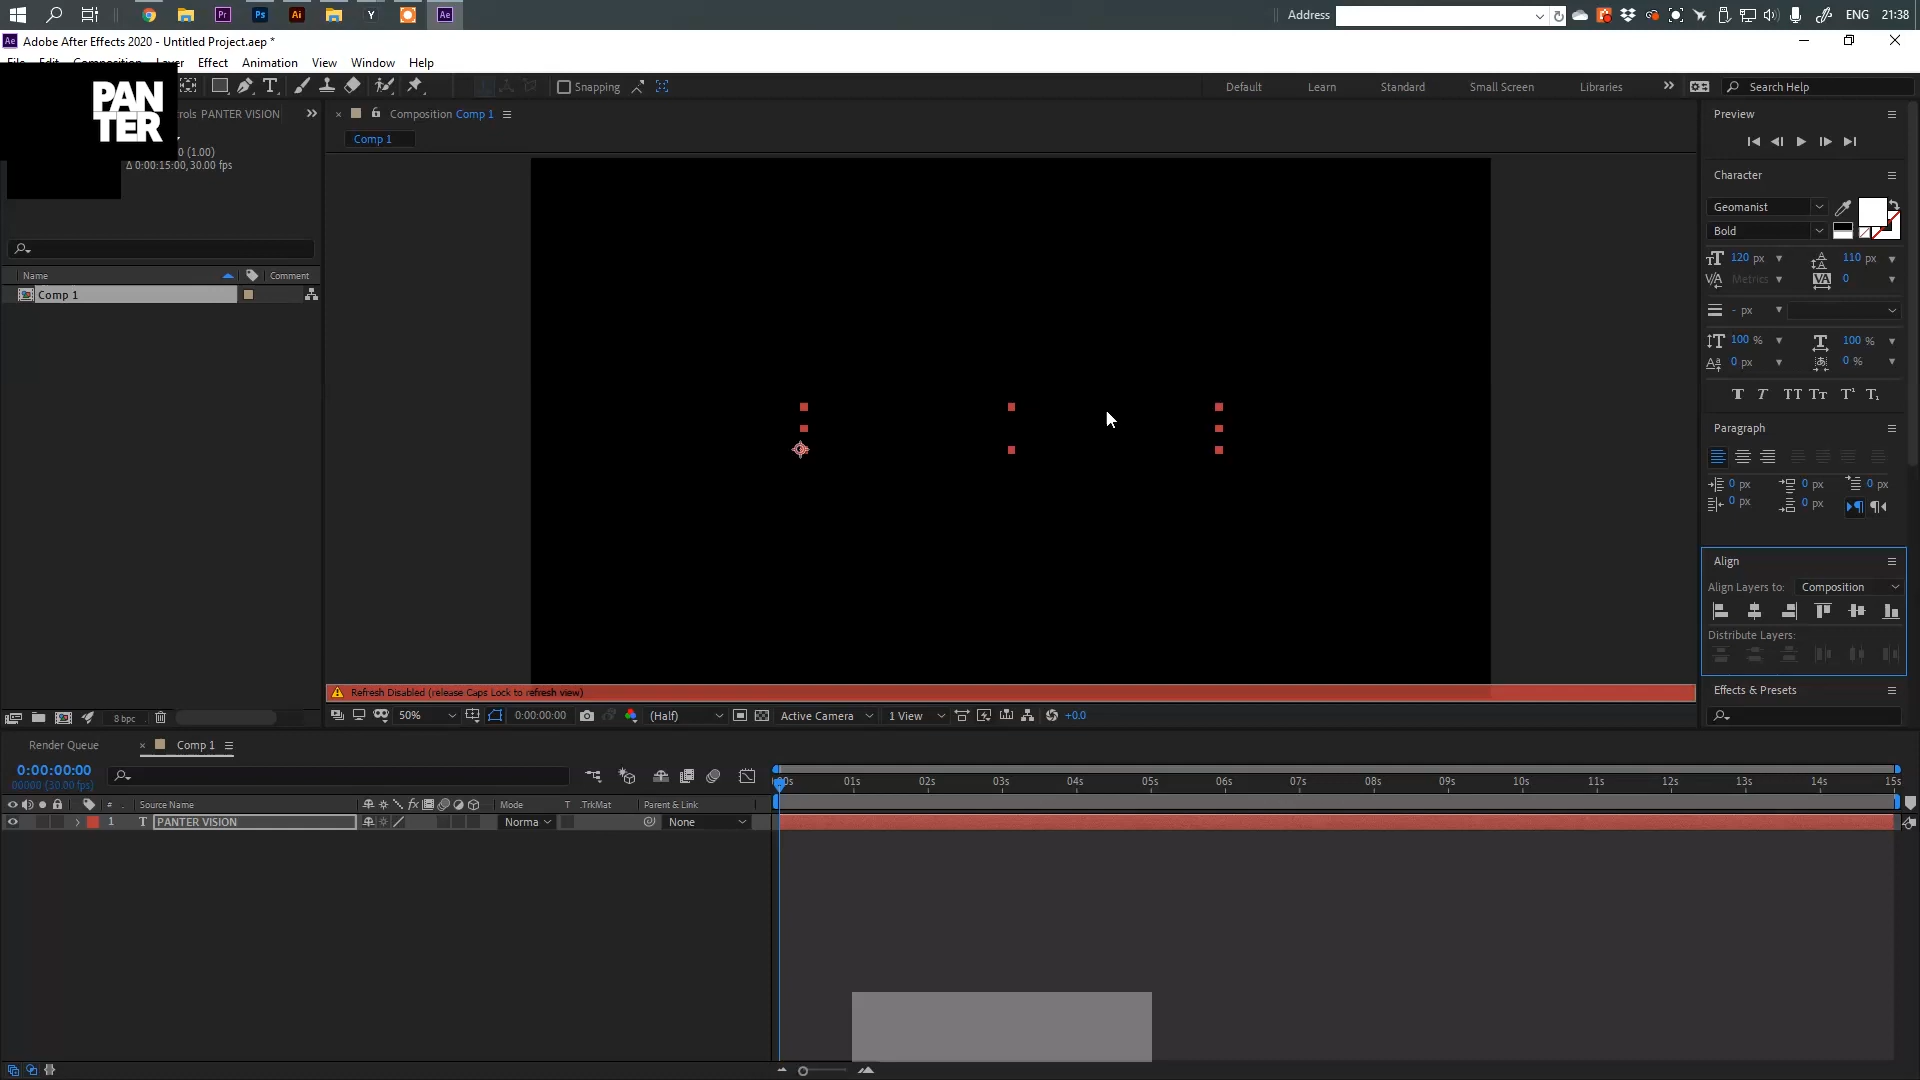 Address
ENG
21:38
Adobe After Effects 2020 - Untitled Project.aep *
File Edit Composition Layer Effect Animation View Window Help
PAN
TER
Snapping
Default
Learn
Standard
Small Screen
Libraries
Search Help
PANTER VISION
(1.00)
Δ 0:00:15:00, 30.00 fps
Name
Comment
Comp 1
8 bpc
Composition Comp 1
Comp 1
Refresh Disabled (release Caps Lock to refresh view)
50%
0:00:00:00
(Half)
Active Camera
1 View
+0.0
Preview
Character
Geomanist
Bold
120 px
110 px
Metrics
0
- px
100 %
100 %
0 px
0 %
Paragraph
0 px
0 px
0 px
0 px
0 px
Align
Align Layers to:
Composition
Distribute Layers:
Effects & Presets
Render Queue
Comp 1
0:00:00:00
00000 (30.00 fps)
# Source Name
Mode
T .TrkMat
Parent & Link
01s 02s 03s 04s 05s 06s 07s 08s 09s 10s 11s 12s 13s 14s 15s
1 T PANTER VISION
Norma
None